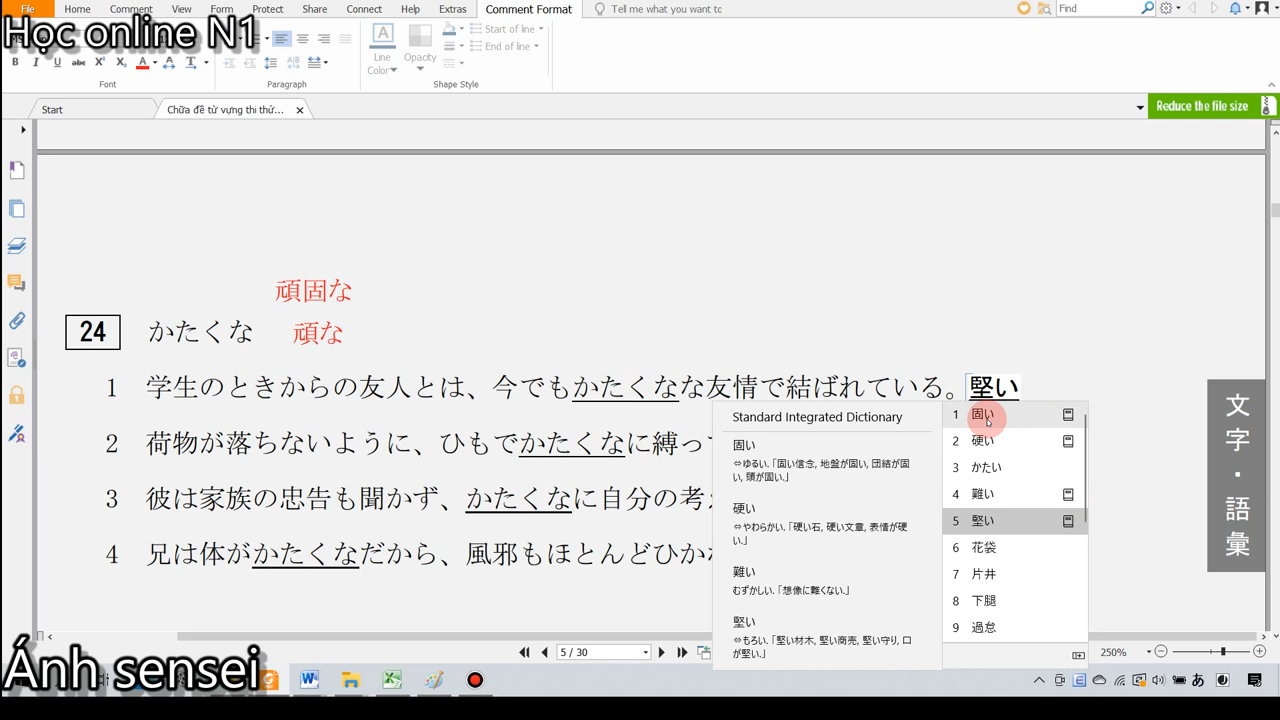 File Home Comment View Form Protect Share Connect Help Extras Comment Format Tell me what you want tc Find
Học online N1
Line Color
Opacity
Start of line
End of line
Font Paragraph Shape Style
Start Chữa đề từ vựng thi thử... Reduce the file size
頑固な
24 かたくな 頑な
1 学生のときからの友人とは、今でもかたくなな友情で結ばれている。堅い
2 荷物が落ちないように、ひもでかたくなに縛っ
3 彼は家族の忠告も聞かず、かたくなに自分の考
4 兄は体がかたくなだから、風邪もほとんどひか
文字・語彙
Standard Integrated Dictionary
固い
⇔ゆるい.「固い信念, 地盤が固い, 団結が固い, 頭が固い.」
硬い
⇔やわらかい.「硬い石, 硬い文章, 表情が硬い.」
難い
むずかしい.「想像に難くない.」
堅い
⇔もろい.「堅い材木, 堅い商売, 堅い守り, 口が堅い.」
1 固い
2 硬い
3 かたい
4 難い
5 堅い
6 花袋
7 片井
8 下腿
9 過怠
5 / 30
250%
Ánh sensei